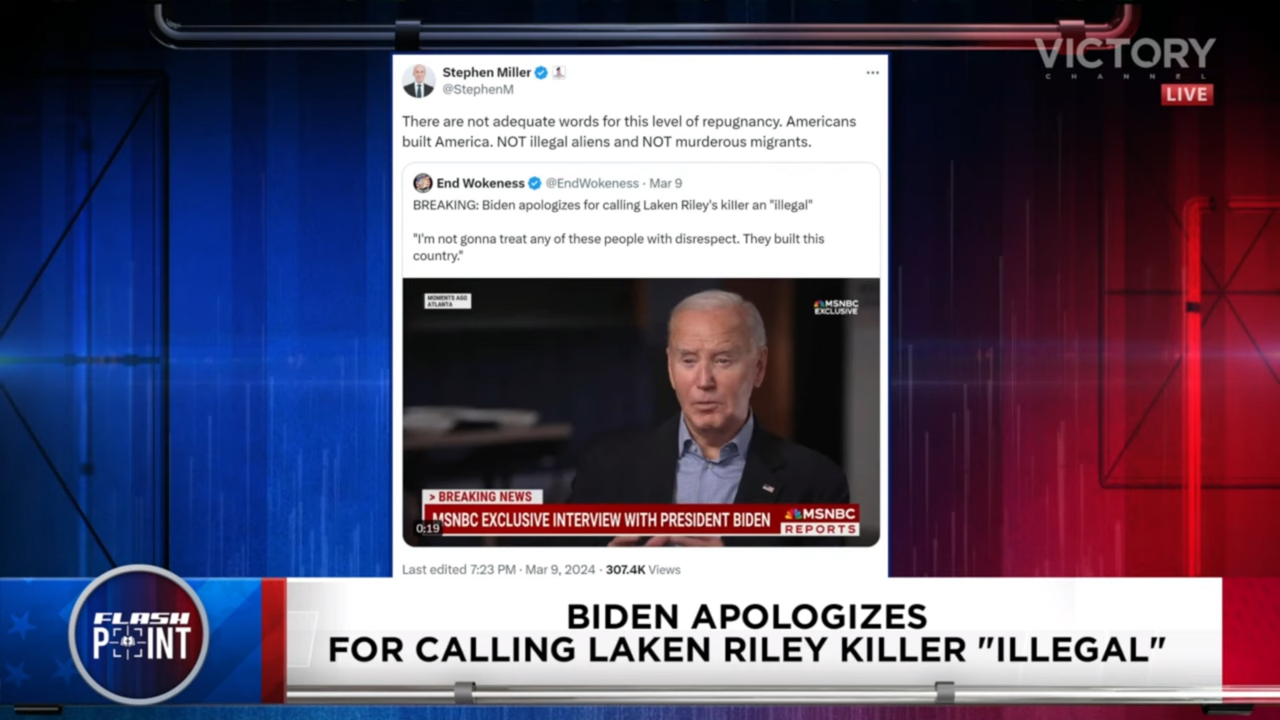 VICTORY
CHANNEL
LIVE
Stephen Miller
@StephenM
There are not adequate words for this level of repugnancy. Americans
built America. NOT illegal aliens and NOT murderous migrants.
End Wokeness @EndWokeness · Mar 9
BREAKING: Biden apologizes for calling Laken Riley's killer an "illegal"
"I'm not gonna treat any of these people with disrespect. They built this
country."
MOMENTS AGO
ATLANTA
MSNBC
EXCLUSIVE
> BREAKING NEWS
MSNBC EXCLUSIVE INTERVIEW WITH PRESIDENT BIDEN
MSNBC
REPORTS
0:19
Last edited 7:23 PM · Mar 9, 2024 · 307.4K Views
FLASH
POINT
BIDEN APOLOGIZES
FOR CALLING LAKEN RILEY KILLER "ILLEGAL"